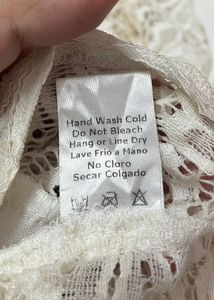 Hand Wash Cold
Do Not Bleach
Hang or Line Dry
Lave Frio a Mano
No Cloro
Secar Colgado